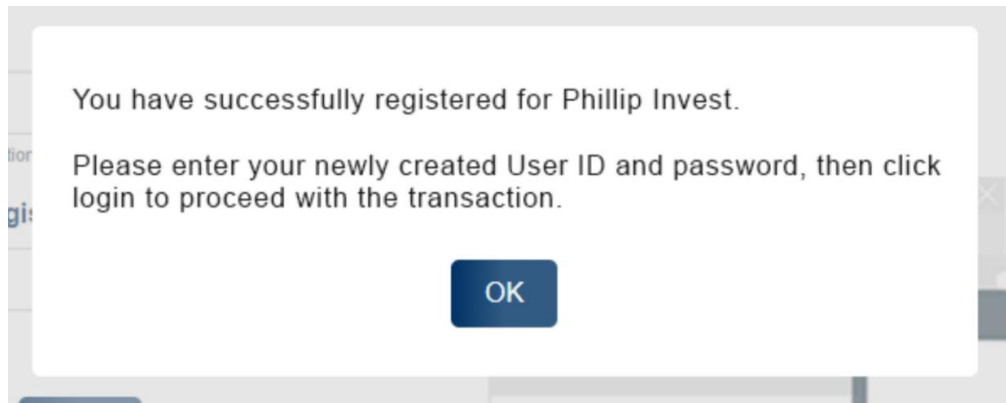 You have successfully registered for Phillip Invest.
Please enter your newly created User ID and password, then click
login to proceed with the transaction.
OK